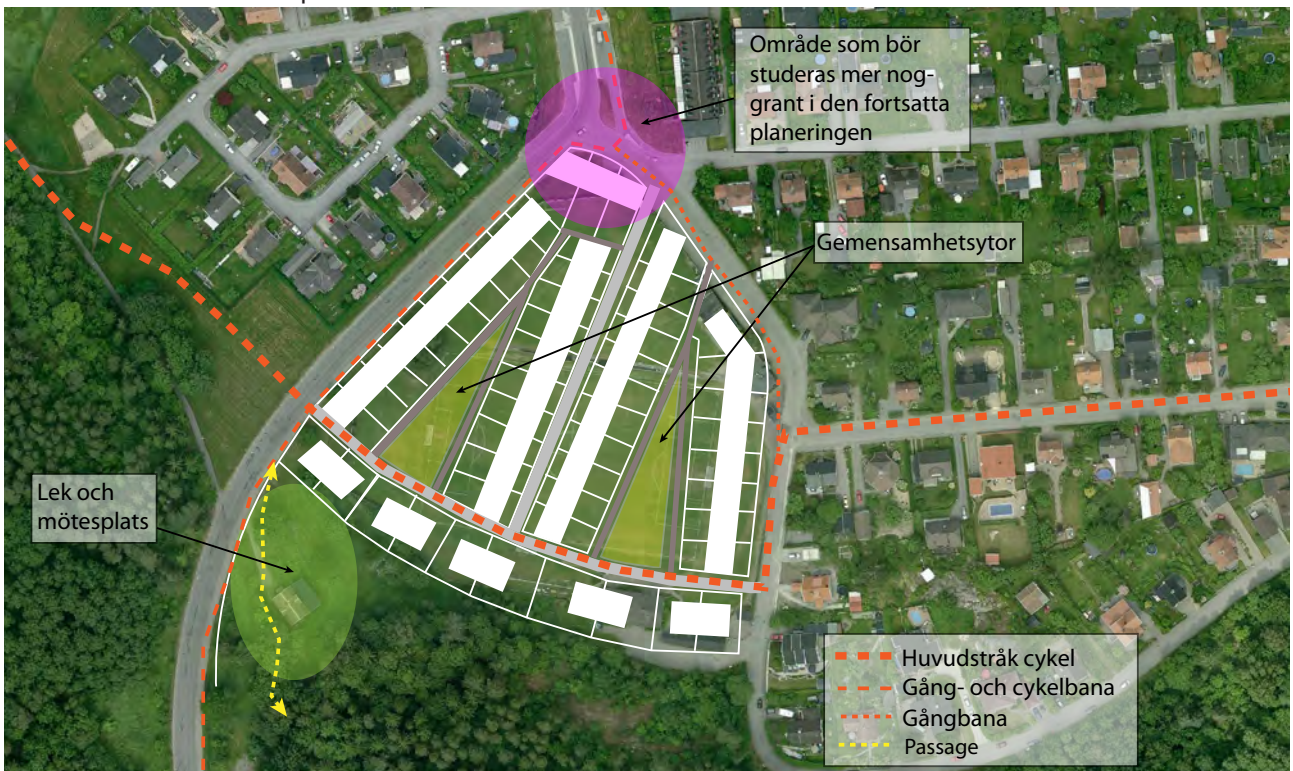 Område som bör
studeras mer nog-
grant i den fortsatta
planeringen
Gemensamhetsytor
Lek och
mötesplats
Huvudstråk cykel
Gång- och cykelbana
Gångbana
Passage